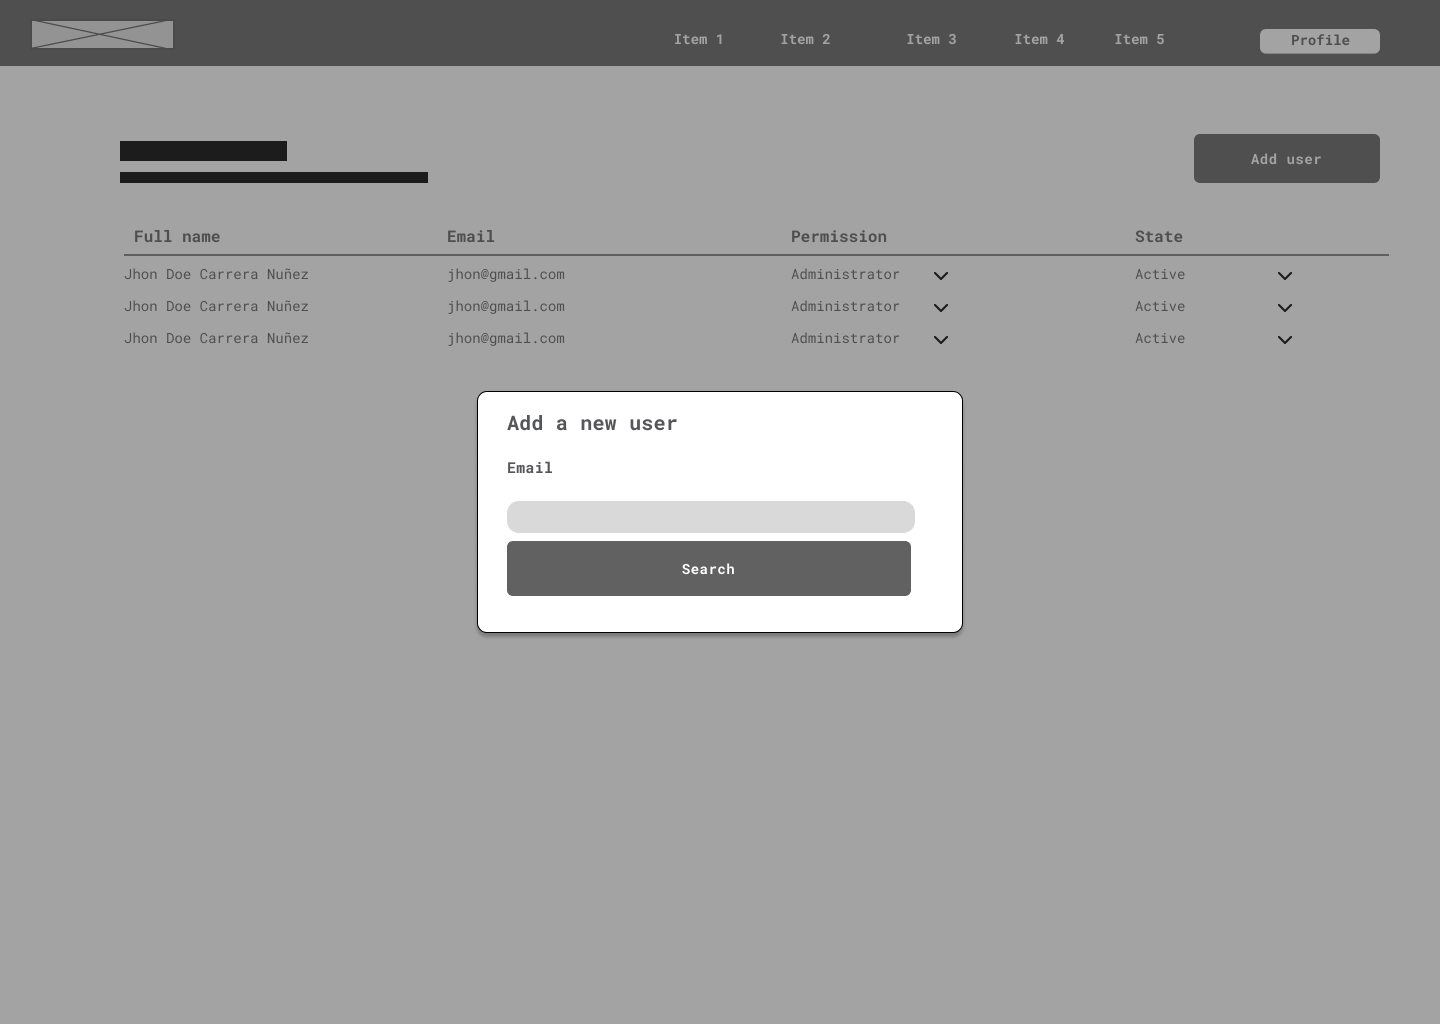 Item 1 Item 2 Item 3 Item 4 Item 5 Profile
Add user
Full name Email Permission State
Jhon Doe Carrera Nuñez jhon@gmail.com Administrator Active
Jhon Doe Carrera Nuñez jhon@gmail.com Administrator Active
Jhon Doe Carrera Nuñez jhon@gmail.com Administrator Active
Add a new user
Email
Search